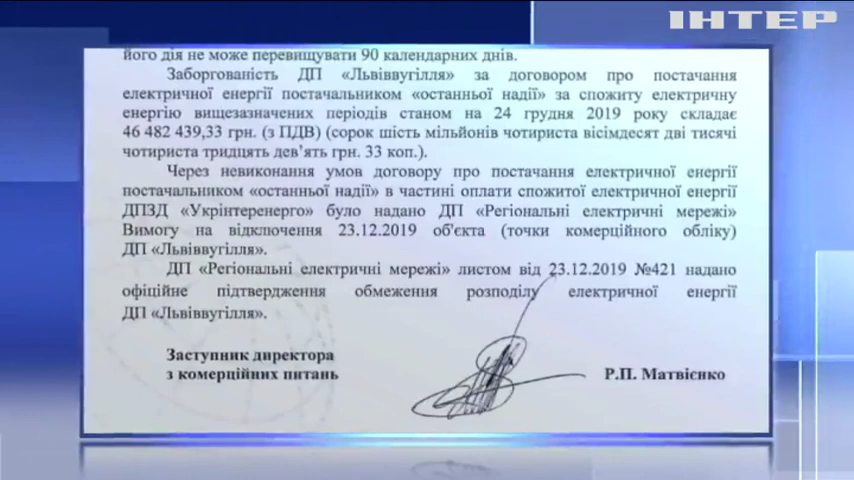 ІНТЕР
його дія не може перевищувати 90 календарних днів.
Заборгованість ДП «Львіввугілля» за договором про постачання
електричної енергії постачальником «останньої надії» за спожиту електричну
енергію вищезазначених періодів станом на 24 грудня 2019 року складає
46 482 439,33 грн. (з ПДВ) (сорок шість мільйонів чотириста вісімдесят дві тисячі
чотириста тридцять дев’ять грн. 33 коп.).
Через невиконання умов договору про постачання електричної енергії
постачальником «останньої надії» в частині оплати спожитої електричної енергії
ДПЗД «Укрінтеренерго» було надано ДП «Регіональні електричні мережі»
Вимогу на відключення 23.12.2019 об'єкта (точки комерційного обліку)
ДП «Львіввугілля».
ДП «Регіональні електричні мережі» листом від 23.12.2019 №421 надано
офіційне підтвердження обмеження розподілу електричної енергії
ДП «Львіввугілля».
Заступник директора
з комерційних питань
Р.П. Матвієнко